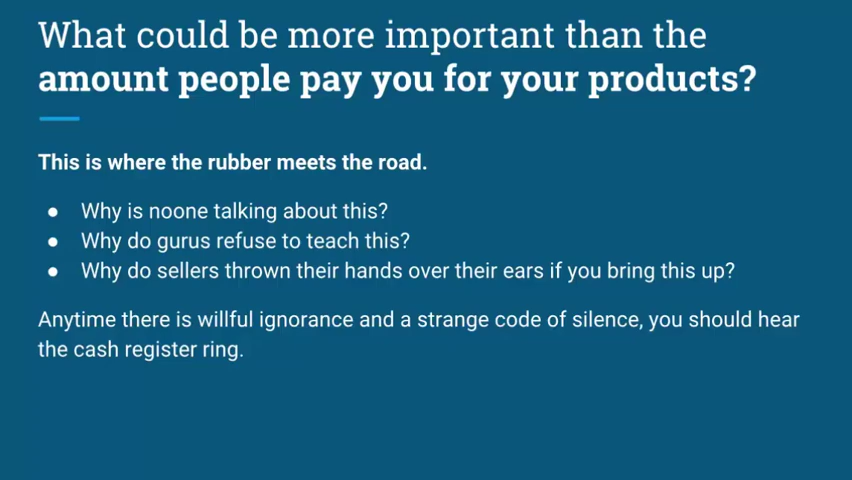 What could be more important than the
amount people pay you for your products?
This is where the rubber meets the road.
● Why is noone talking about this?
● Why do gurus refuse to teach this?
● Why do sellers thrown their hands over their ears if you bring this up?
Anytime there is willful ignorance and a strange code of silence, you should hear
the cash register ring.